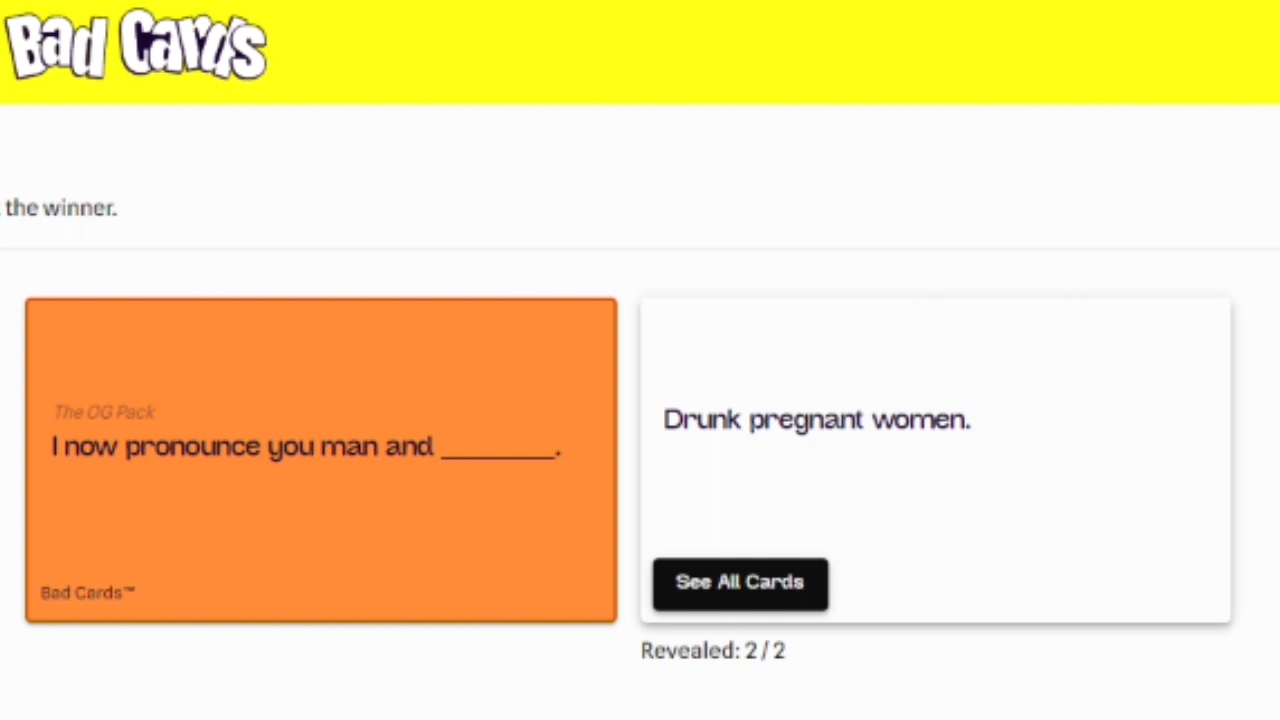 Bad Cards
the winner.
The OG Pack
I now pronounce you man and ________.
Bad Cards™
Drunk pregnant women.
See All Cards
Revealed: 2 / 2